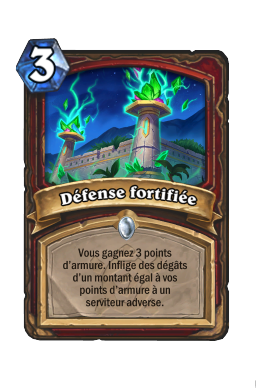 3
Défense fortifiée
Vous gagnez 3 points
d'armure. Inflige des dégâts
d'un montant égal à vos
points d'armure à un
serviteur adverse.